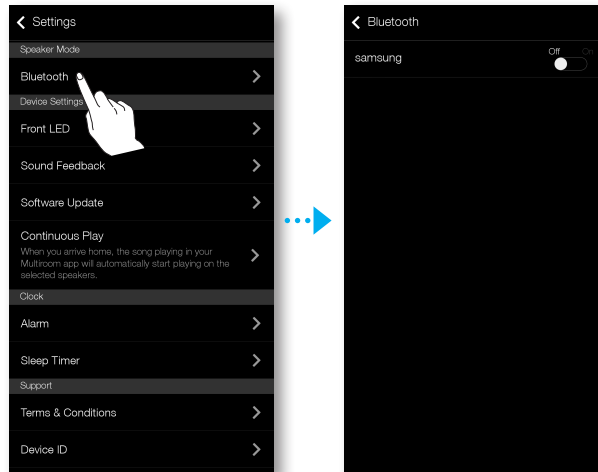 Settings
Speaker Mode
Bluetooth
Device Settings
Front LED
Sound Feedback
Software Update
Continuous Play
When you arrive home, the song playing in your
Multiroom app will automatically start playing on the
selected speakers.
Clock
Alarm
Sleep Timer
Support
Terms & Conditions
Device ID
Bluetooth
samsung
Off On